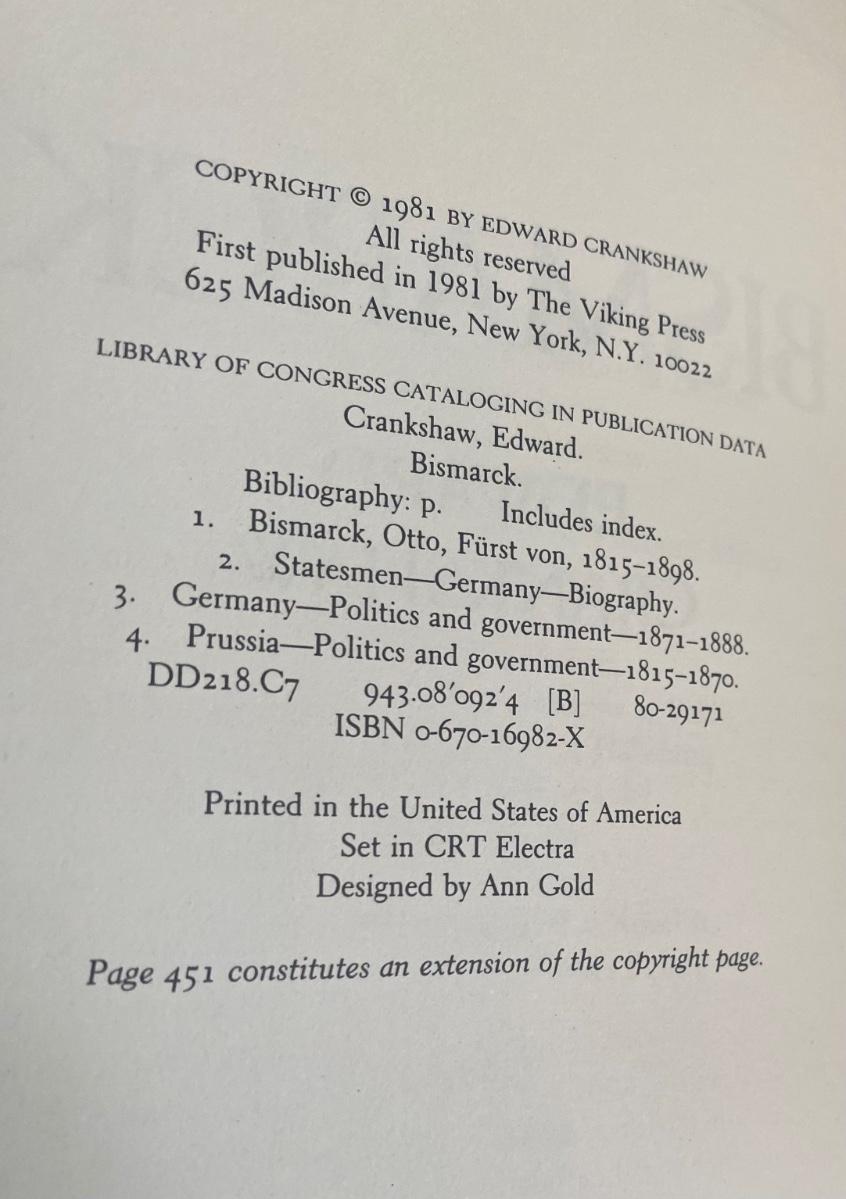 COPYRIGHT © 1981 BY EDWARD CRANKSHAW
All rights reserved
First published in 1981 by The Viking Press
625 Madison Avenue, New York, N.Y. 10022
LIBRARY OF CONGRESS CATALOGING IN PUBLICATION DATA
Crankshaw, Edward.
Bismarck.
Bibliography: p. Includes index.
1. Bismarck, Otto, Fürst von, 1815–1898.
2. Statesmen—Germany—Biography.
3. Germany—Politics and government—1871–1888.
4. Prussia—Politics and government—1815–1870.
DD218.C7 943.08′092′4 [B] 80-29171
ISBN 0-670-16982-X
Printed in the United States of America
Set in CRT Electra
Designed by Ann Gold
Page 451 constitutes an extension of the copyright page.